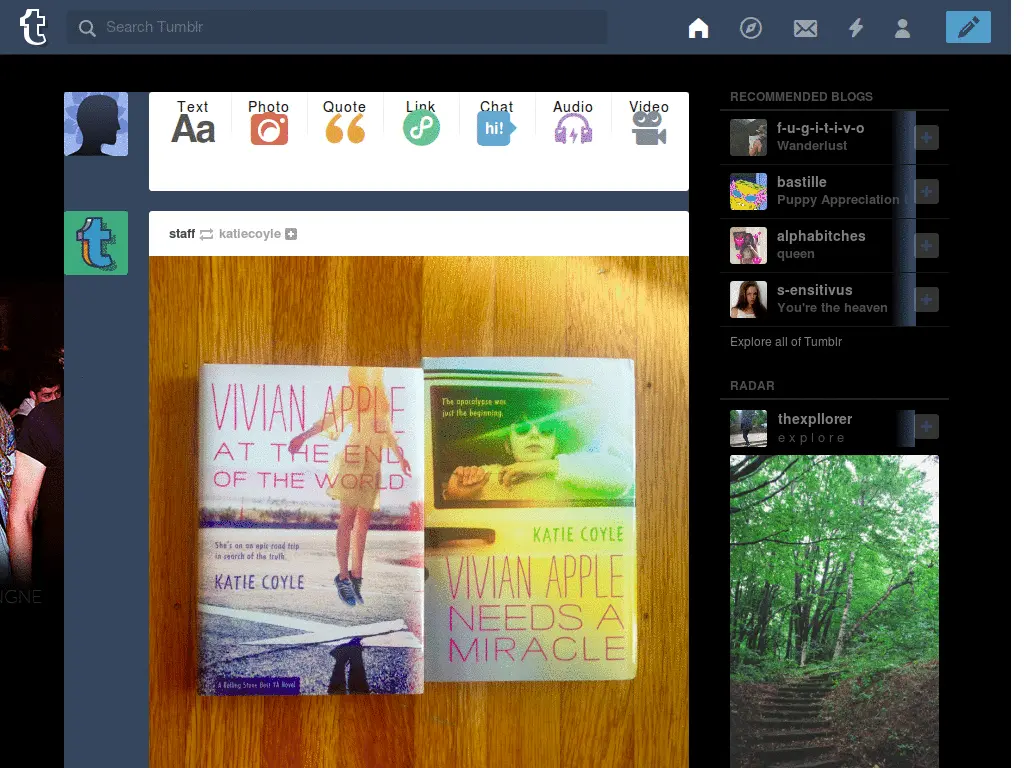 Search Tumblr
Text
Photo
Quote
Link
Chat
Audio
Video
Aa
hi!
staff katiecoyle
VIVIAN APPLE
AT THE END
OF THE WORLD
She's on an epic road trip
in search of the truth.
KATIE COYLE
A Rolling Stone Best YA Novel
The apocalypse was
just the beginning.
KATIE COYLE
VIVIAN APPLE
NEEDS A
MIRACLE
RECOMMENDED BLOGS
f-u-g-i-t-i-v-o
Wanderlust
bastille
Puppy Appreciation
alphabitches
queen
s-ensitivus
You're the heaven
Explore all of Tumblr
RADAR
thexpllorer
e x p l o r e